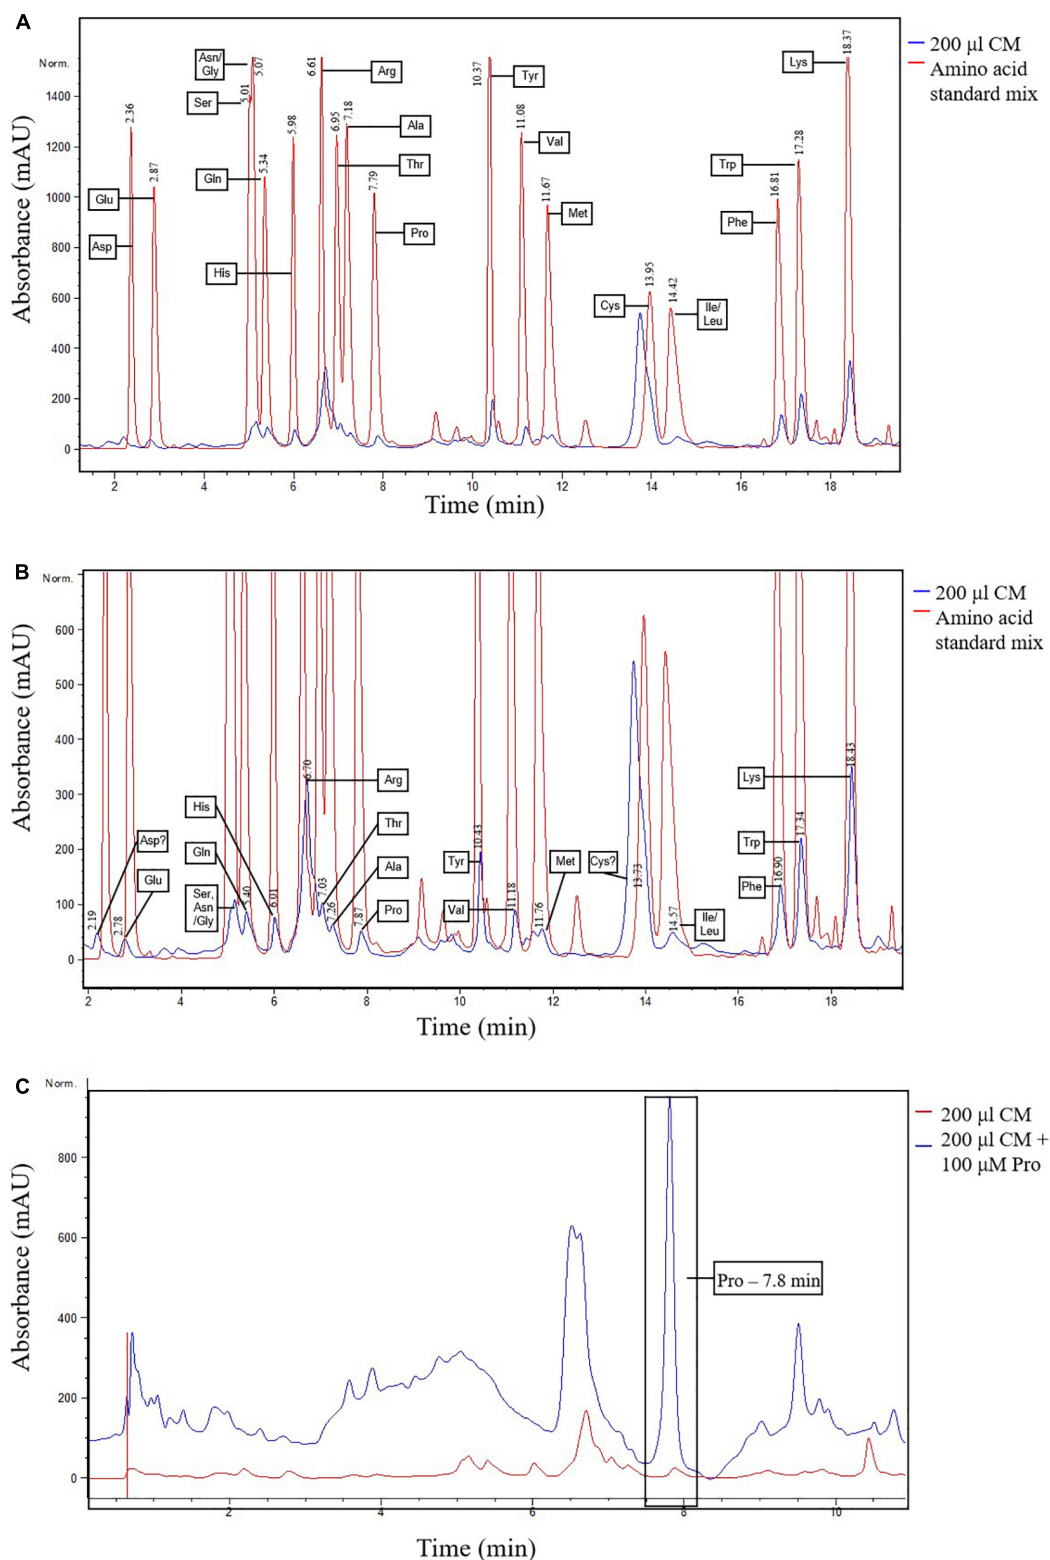 A
Norm.
Absorbance (mAU)
1400
1200
1000
800
600
400
200
0
2
4
6
8
10
12
14
16
18
Time (min)
200 µl CM
Amino acid
standard mix
2.36
Asp
2.87
Glu
5.01
Ser
5.07
Asn/
Gly
5.34
Gln
5.98
His
6.61
Arg
6.95
Thr
7.18
Ala
7.79
Pro
10.37
Tyr
11.08
Val
11.67
Met
13.95
Cys
14.42
Ile/
Leu
16.81
Phe
17.28
Trp
18.37
Lys
B
Norm.
Absorbance (mAU)
600
500
400
300
200
100
0
2
4
6
8
10
12
14
16
18
Time (min)
200 µl CM
Amino acid
standard mix
2.19
Asp?
2.78
Glu
Ser,
Asn
/Gly
5.40
Gln
6.01
His
6.70
Arg
7.03
Thr
7.26
Ala
7.87
Pro
10.43
Tyr
11.18
Val
11.76
Met
13.73
Cys?
14.57
Ile/
Leu
16.90
Phe
17.34
Trp
18.43
Lys
C
Norm.
Absorbance (mAU)
800
600
400
200
0
2
4
6
8
10
Time (min)
200 µl CM
200 µl CM +
100 µM Pro
Pro – 7.8 min